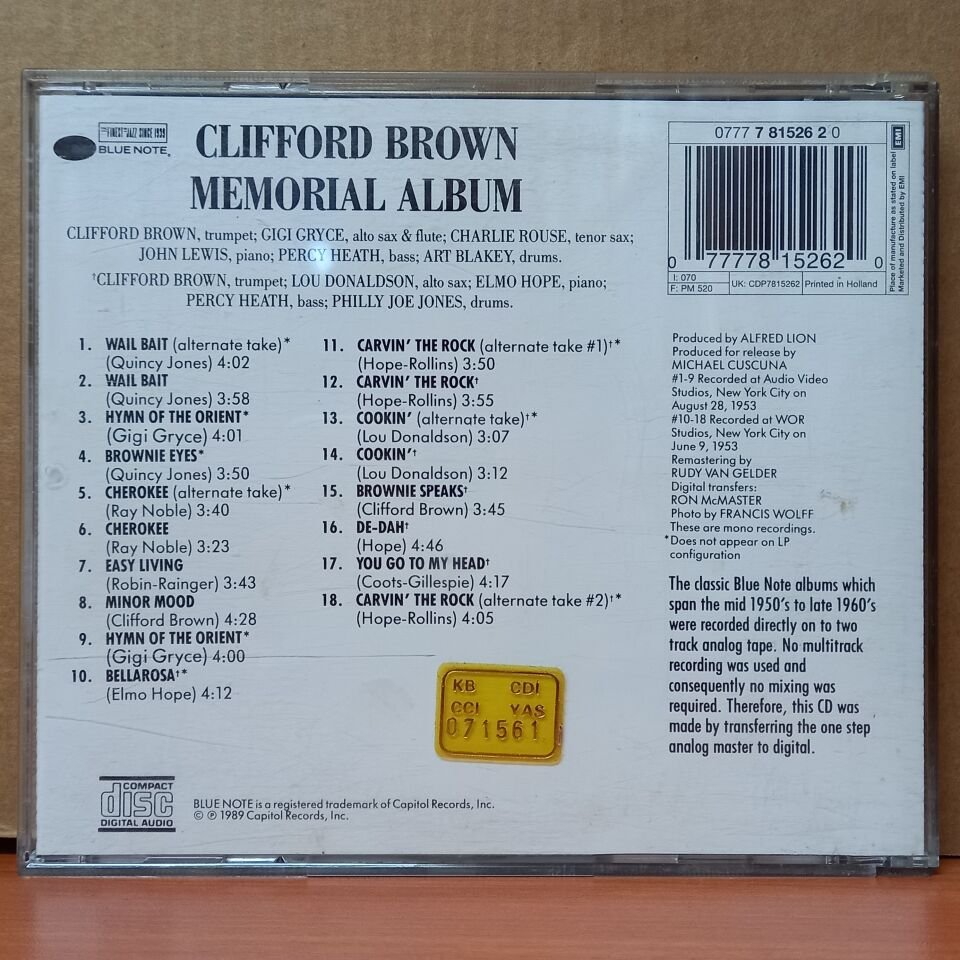 THE FINEST IN JAZZ SINCE 1939
BLUE NOTE.
CLIFFORD BROWN
MEMORIAL ALBUM
CLIFFORD BROWN, trumpet; GIGI GRYCE, alto sax & flute; CHARLIE ROUSE, tenor sax;
JOHN LEWIS, piano; PERCY HEATH, bass; ART BLAKEY, drums.
†CLIFFORD BROWN, trumpet; LOU DONALDSON, alto sax; ELMO HOPE, piano;
PERCY HEATH, bass; PHILLY JOE JONES, drums.
0777 7 81526 2 0
0 77778 15262 0
I: 070
F: PM 520
UK: CDP7815262
Printed in Holland
EMI
Place of manufacture as stated on label
Marketed and Distributed by EMI
1. WAIL BAIT (alternate take)*
(Quincy Jones) 4:02
2. WAIL BAIT
(Quincy Jones) 3:58
3. HYMN OF THE ORIENT*
(Gigi Gryce) 4:01
4. BROWNIE EYES*
(Quincy Jones) 3:50
5. CHEROKEE (alternate take)*
(Ray Noble) 3:40
6. CHEROKEE
(Ray Noble) 3:23
7. EASY LIVING
(Robin-Rainger) 3:43
8. MINOR MOOD
(Clifford Brown) 4:28
9. HYMN OF THE ORIENT*
(Gigi Gryce) 4:00
10. BELLAROSA†*
(Elmo Hope) 4:12
11. CARVIN' THE ROCK (alternate take #1)†*
(Hope-Rollins) 3:50
12. CARVIN' THE ROCK†
(Hope-Rollins) 3:55
13. COOKIN' (alternate take)†*
(Lou Donaldson) 3:07
14. COOKIN'†
(Lou Donaldson) 3:12
15. BROWNIE SPEAKS†
(Clifford Brown) 3:45
16. DE-DAH†
(Hope) 4:46
17. YOU GO TO MY HEAD†
(Coots-Gillespie) 4:17
18. CARVIN' THE ROCK (alternate take #2)†*
(Hope-Rollins) 4:05
Produced by ALFRED LION
Produced for release by
MICHAEL CUSCUNA
#1-9 Recorded at Audio Video
Studios, New York City on
August 28, 1953
#10-18 Recorded at WOR
Studios, New York City on
June 9, 1953
Remastering by
RUDY VAN GELDER
Digital transfers:
RON McMASTER
Photo by FRANCIS WOLFF
These are mono recordings.
*Does not appear on LP
configuration
The classic Blue Note albums which
span the mid 1950's to late 1960's
were recorded directly on to two
track analog tape. No multitrack
recording was used and
consequently no mixing was
required. Therefore, this CD was
made by transferring the one step
analog master to digital.
KB CDI
CCI YAS
071561
COMPACT
disc
DIGITAL AUDIO
BLUE NOTE is a registered trademark of Capitol Records, Inc.
© ℗ 1989 Capitol Records, Inc.